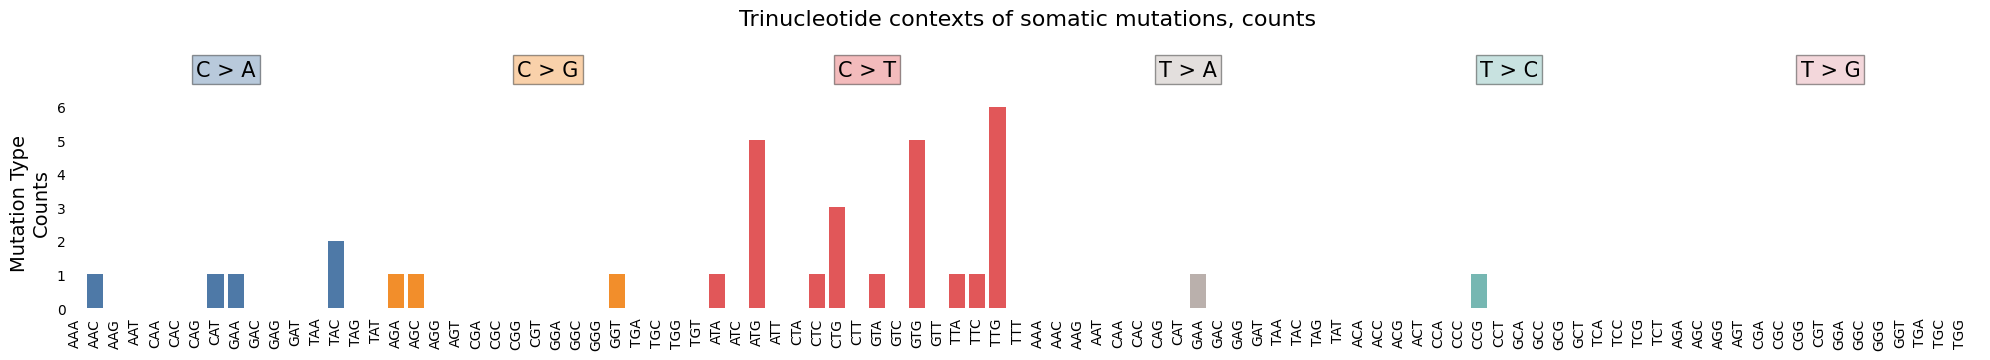 Trinucleotide contexts of somatic mutations, counts
C > A C > G C > T T > A T > C T > G
Mutation Type
Counts
6
5
4
3
2
1
0
AAA AAC AAG AAT CAA CAC CAG CAT GAA GAC GAG GAT TAA TAC TAG TAT AGA AGC AGG AGT CGA CGC CGG CGT GGA GGC GGG GGT TGA TGC TGG TGT ATA ATC ATG ATT CTA CTC CTG CTT GTA GTC GTG GTT TTA TTC TTG TTT AAA AAC AAG AAT CAA CAC CAG CAT GAA GAC GAG GAT TAA TAC TAG TAT ACA ACC ACG ACT CCA CCC CCG CCT GCA GCC GCG GCT TCA TCC TCG TCT AGA AGC AGG AGT CGA CGC CGG CGT GGA GGC GGG GGT TGA TGC TGG